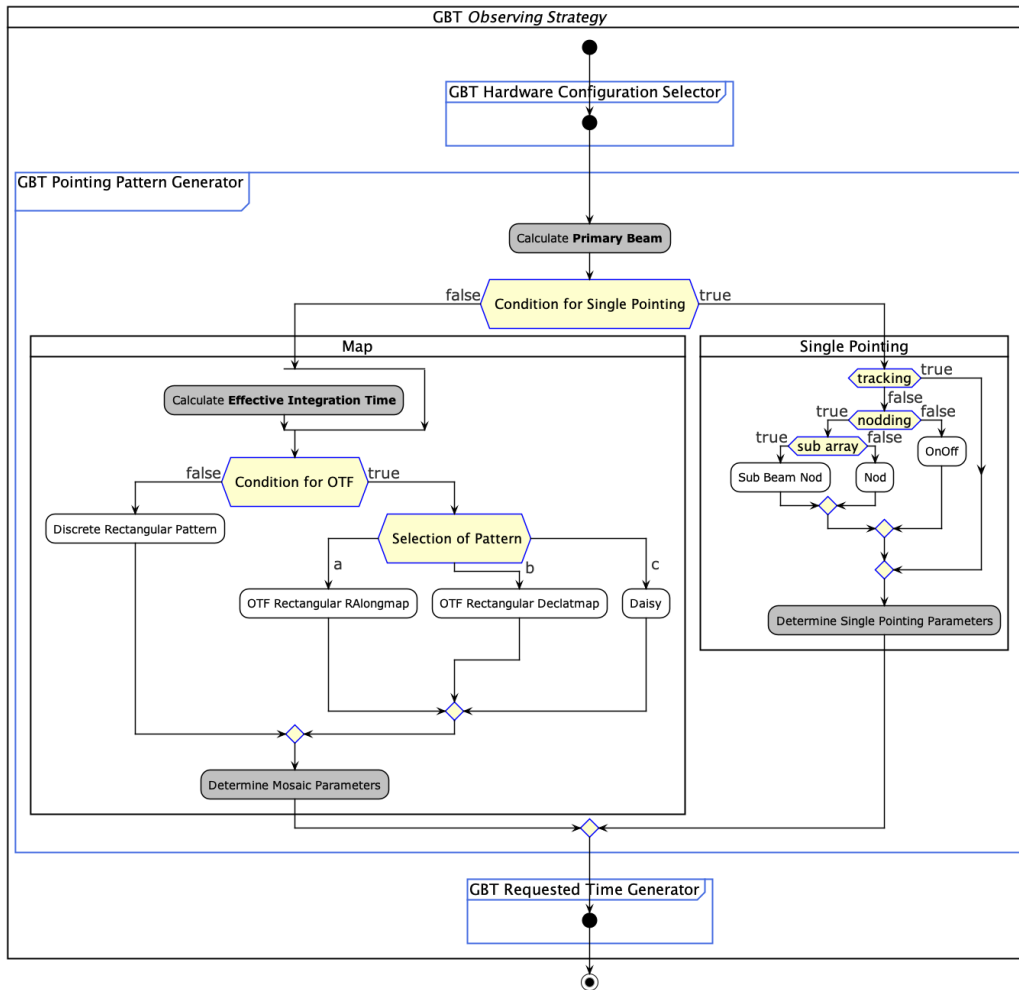 GBT Observing Strategy
GBT Hardware Configuration Selector
GBT Pointing Pattern Generator
Calculate Primary Beam
false
Condition for Single Pointing
true
Map
Calculate Effective Integration Time
false
Condition for OTF
true
Discrete Rectangular Pattern
Selection of Pattern
a
b
c
OTF Rectangular RAlongmap
OTF Rectangular Declatmap
Daisy
Determine Mosaic Parameters
Single Pointing
tracking
true
false
true
nodding
false
true
sub array
false
OnOff
Sub Beam Nod
Nod
Determine Single Pointing Parameters
GBT Requested Time Generator